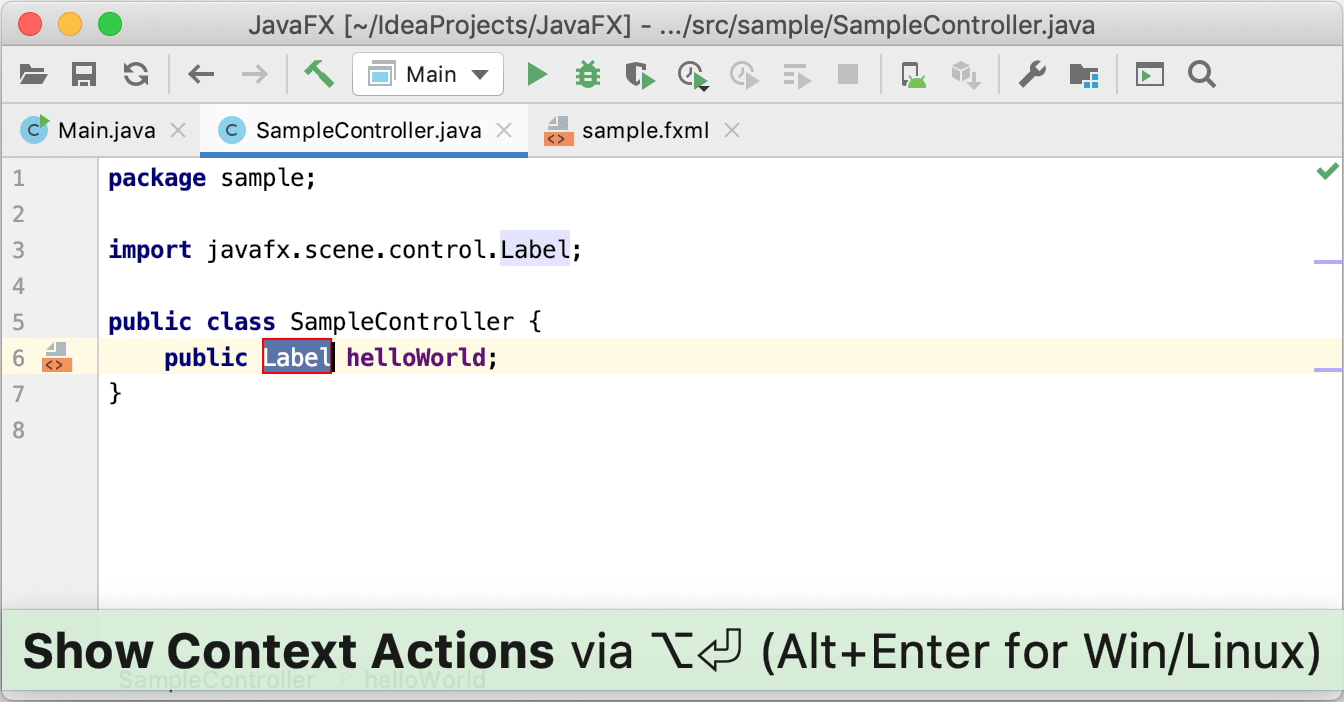 JavaFX [~/IdeaProjects/JavaFX] - .../src/sample/SampleController.java
Main
C Main.java C SampleController.java <> sample.fxml
1 package sample;
2
3 import javafx.scene.control.Label;
4
5 public class SampleController {
6 <> public Label helloWorld;
7 }
8
Show Context Actions via ⌥⏎ (Alt+Enter for Win/Linux)
SampleController › helloWorld